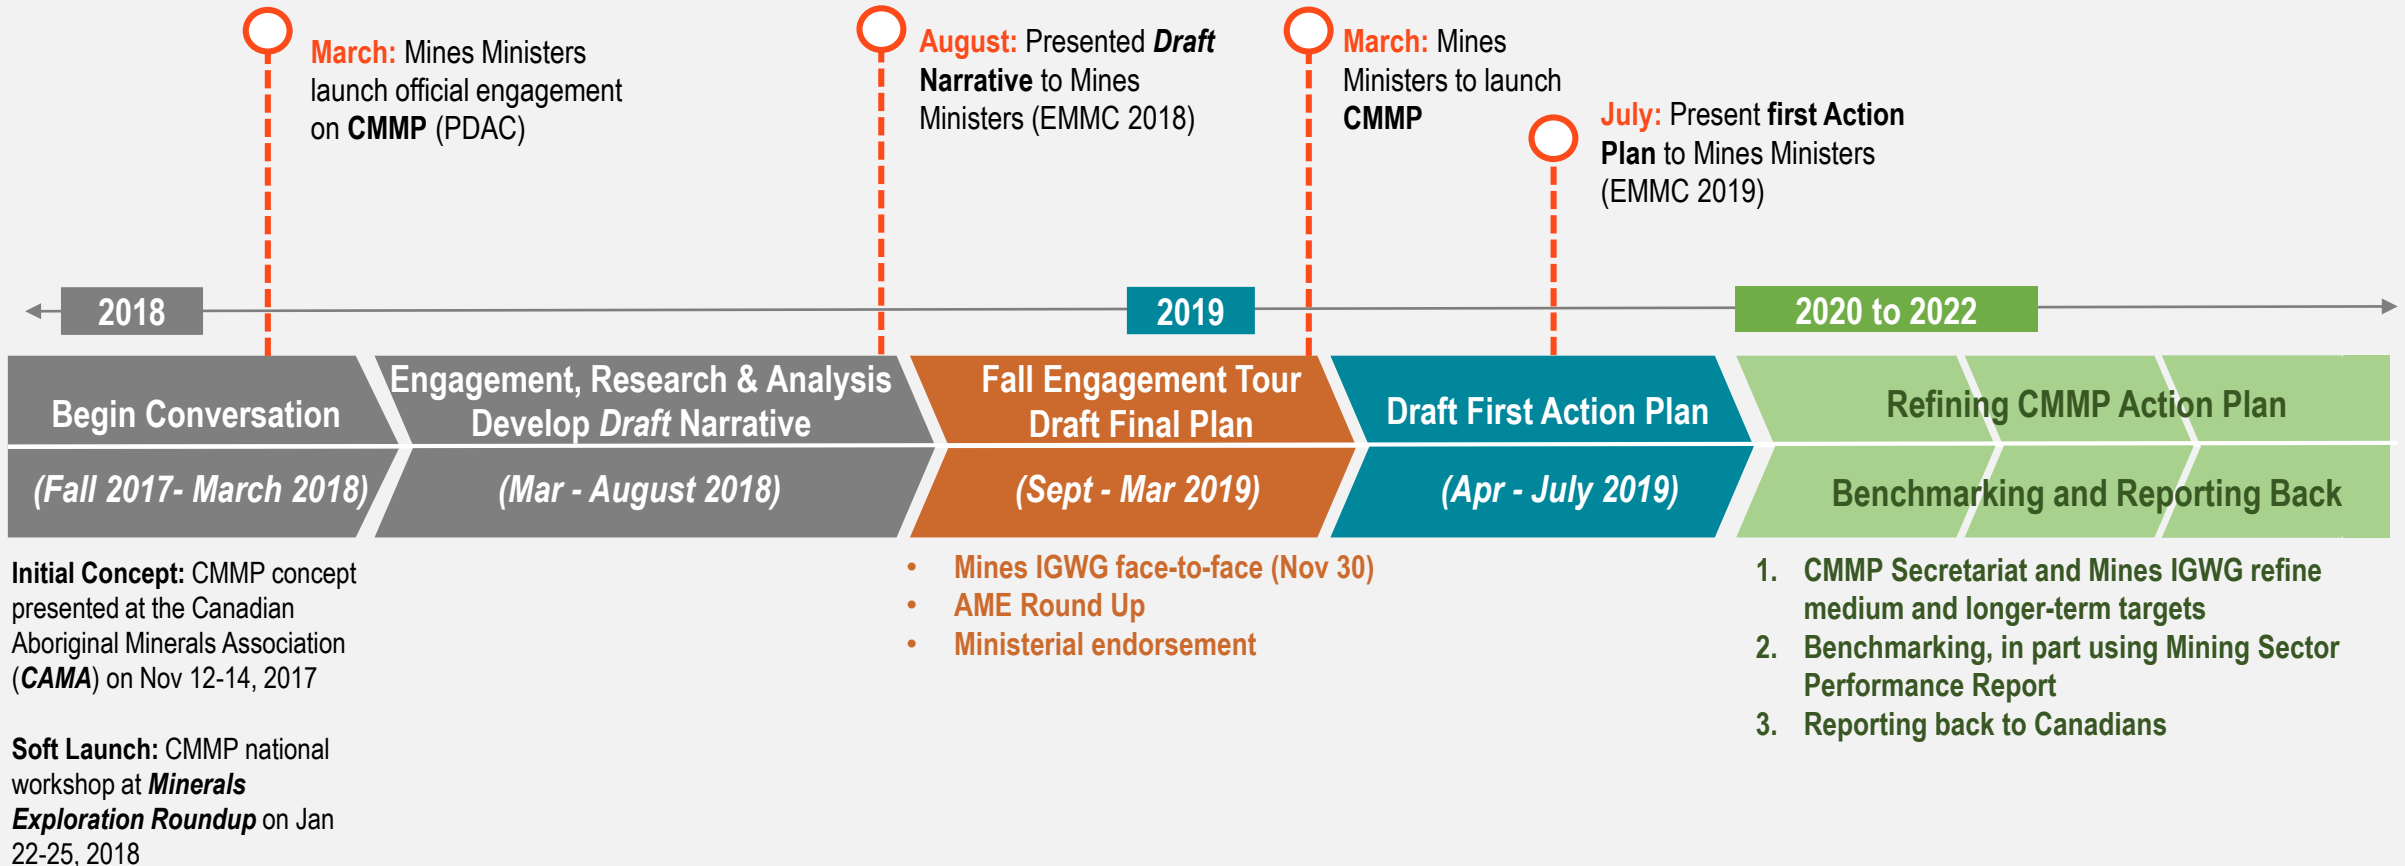 March: Mines Ministers
launch official engagement
on CMMP (PDAC)
August: Presented Draft
Narrative to Mines
Ministers (EMMC 2018)
March: Mines
Ministers to launch
CMMP
July: Present first Action
Plan to Mines Ministers
(EMMC 2019)
2018
2019
2020 to 2022
Begin Conversation
(Fall 2017- March 2018)
Engagement, Research & Analysis
Develop Draft Narrative
(Mar - August 2018)
Fall Engagement Tour
Draft Final Plan
(Sept - Mar 2019)
Draft First Action Plan
(Apr - July 2019)
Refining CMMP Action Plan
Benchmarking and Reporting Back
Initial Concept: CMMP concept
presented at the Canadian
Aboriginal Minerals Association
(CAMA) on Nov 12-14, 2017
Soft Launch: CMMP national
workshop at Minerals
Exploration Roundup on Jan
22-25, 2018
• Mines IGWG face-to-face (Nov 30)
• AME Round Up
• Ministerial endorsement
1. CMMP Secretariat and Mines IGWG refine
medium and longer-term targets
2. Benchmarking, in part using Mining Sector
Performance Report
3. Reporting back to Canadians